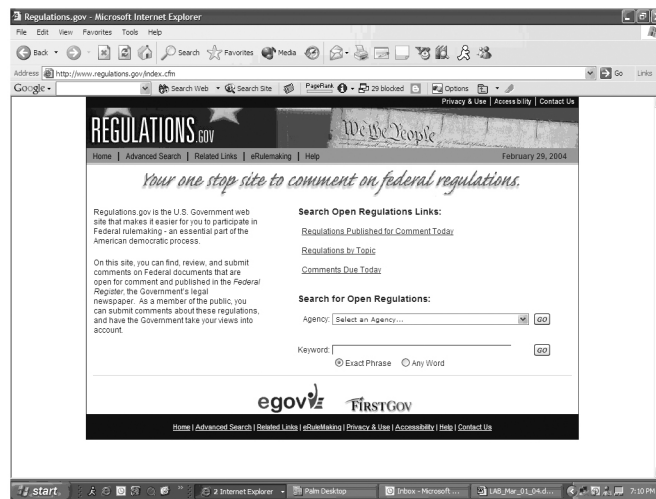 Regulations.gov - Microsoft Internet Explorer
File Edit View Favorites Tools Help
Back Search Favorites Media
Address http://www.regulations.gov/index.cfm Go Links
Google Search Web Search Site PageRank 29 blocked Options
Privacy & Use | Accessibility | Contact Us
REGULATIONS.GOV We the People
Home | Advanced Search | Related Links | eRulemaking | Help February 29, 2004
Your one stop site to comment on federal regulations.
Regulations.gov is the U.S. Government web
site that makes it easier for you to participate in
Federal rulemaking - an essential part of the
American democratic process.
On this site, you can find, review, and submit
comments on Federal documents that are
open for comment and published in the Federal
Register, the Government's legal
newspaper. As a member of the public, you
can submit comments about these regulations,
and have the Government take your views into
account.
Search Open Regulations Links:
Regulations Published for Comment Today
Regulations by Topic
Comments Due Today
Search for Open Regulations:
Agency: Select an Agency... GO
Keyword: GO
Exact Phrase Any Word
egov FIRSTGOV
Home | Advanced Search | Related Links | eRuleMaking | Privacy & Use | Accessibility | Help | Contact Us
start 2 Internet Explorer Palm Desktop Inbox - Microsoft ... LAB_Mar_01_04.d... 7:10 PM